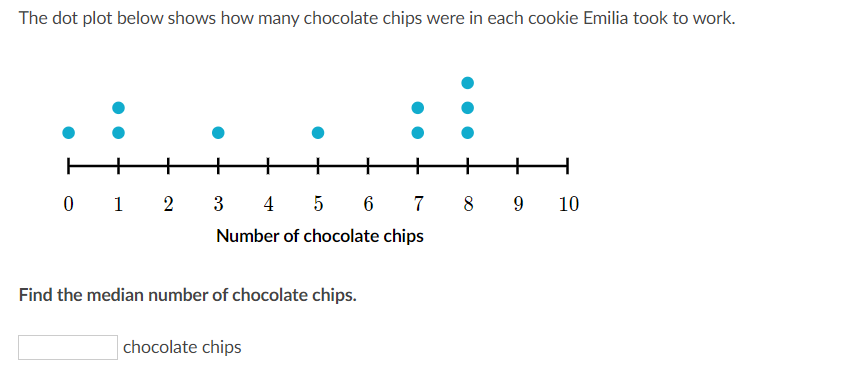 The dot plot below shows how many chocolate chips were in each cookie Emilia took to work.
0 1 2 3 4 5 6 7 8 9 10
Number of chocolate chips
Find the median number of chocolate chips.
chocolate chips